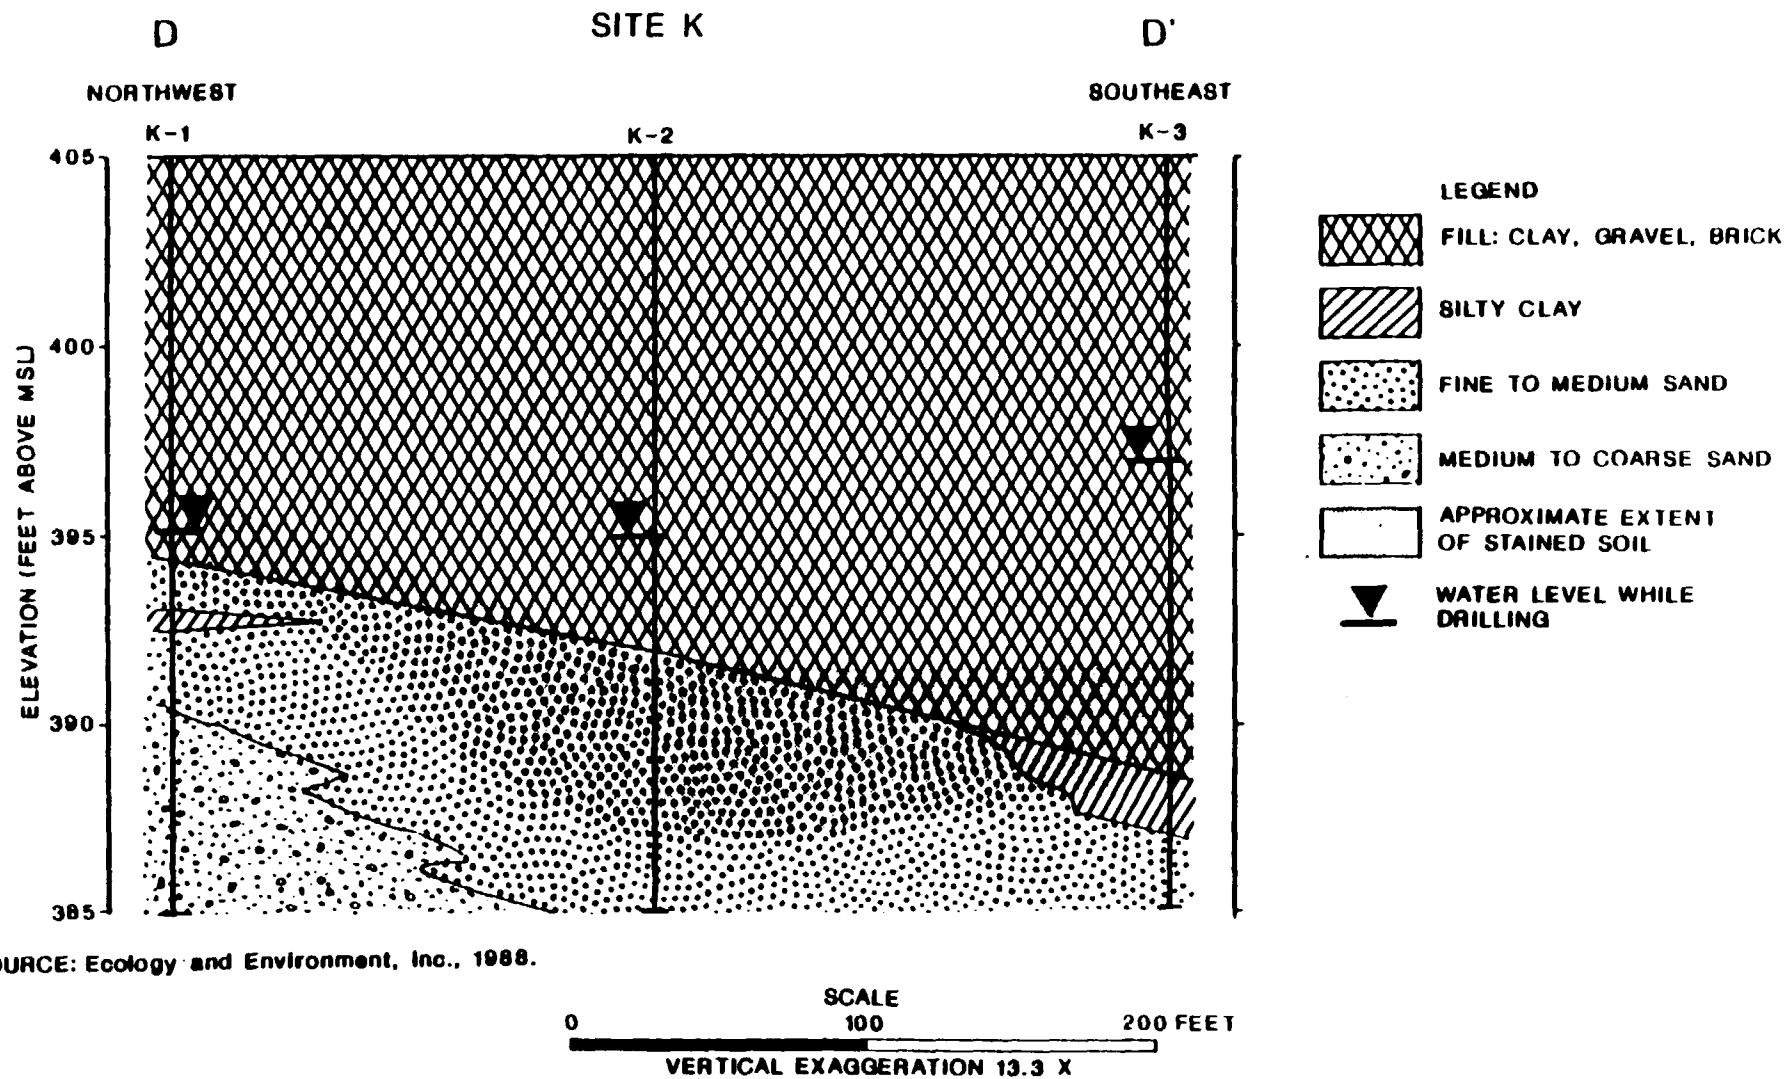 D SITE K D'
NORTHWEST SOUTHEAST
K-1 K-2 K-3
405
400
395
390
385
ELEVATION (FEET ABOVE MSL)
LEGEND
FILL: CLAY, GRAVEL, BRICK
SILTY CLAY
FINE TO MEDIUM SAND
MEDIUM TO COARSE SAND
APPROXIMATE EXTENT
OF STAINED SOIL
WATER LEVEL WHILE
DRILLING
OURCE: Ecology and Environment, Inc., 1988.
SCALE
0 100 200 FEET
VERTICAL EXAGGERATION 13.3 X